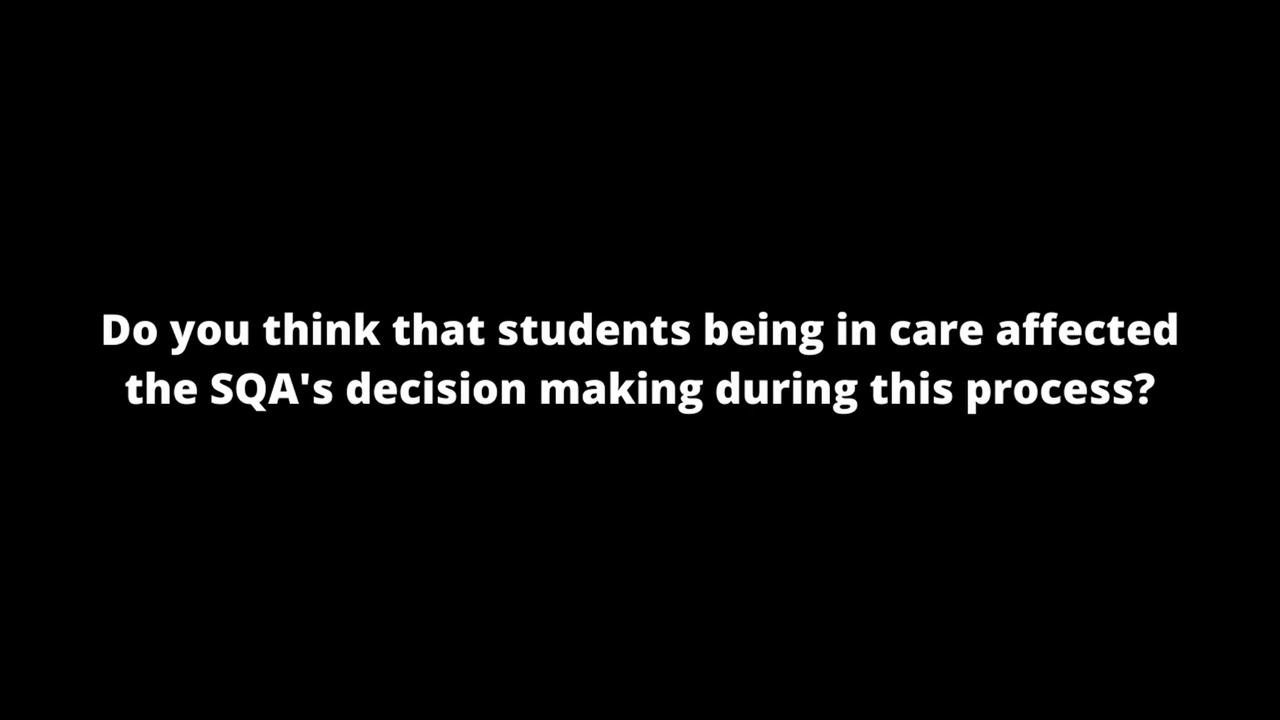 Do you think that students being in care affected
the SQA's decision making during this process?